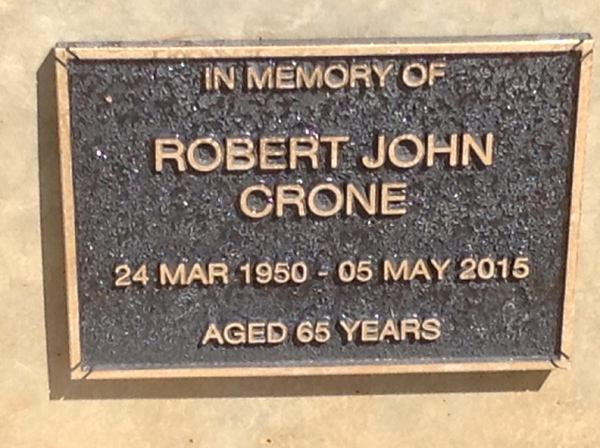 IN MEMORY OF
ROBERT JOHN
CRONE
24 MAR 1950 - 05 MAY 2015
AGED 65 YEARS